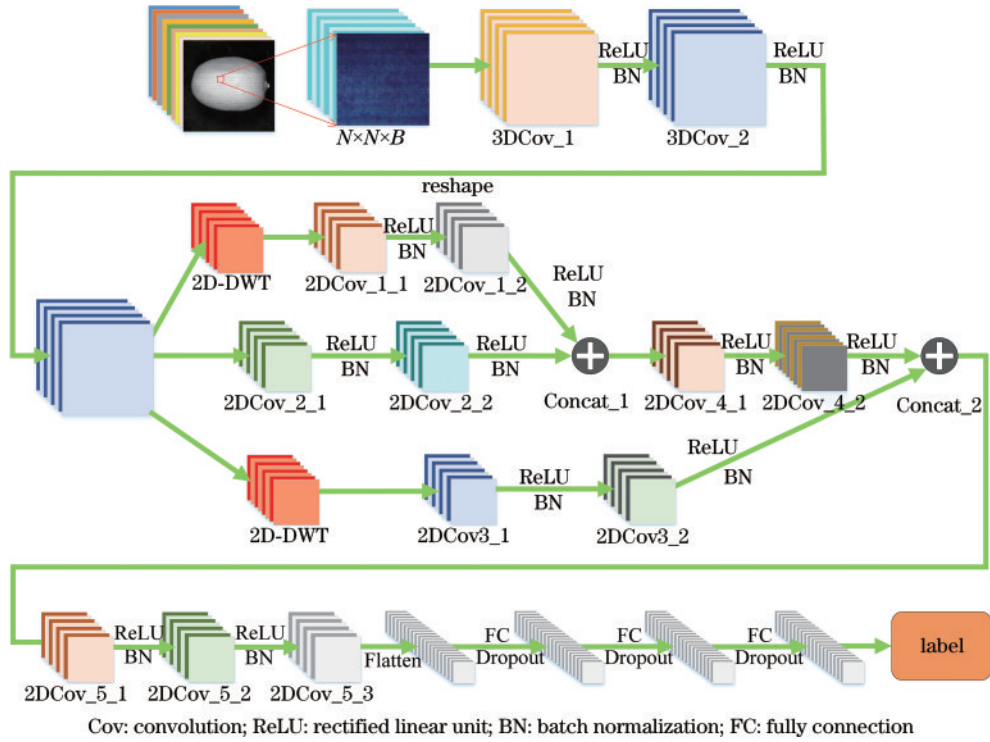 N×N×B
3DCov_1
ReLU
BN
3DCov_2
ReLU
BN
reshape
2D-DWT
2DCov_1_1
ReLU
BN
2DCov_1_2
ReLU
BN
2DCov_2_1
ReLU
BN
2DCov_2_2
ReLU
BN
Concat_1
2DCov_4_1
ReLU
BN
2DCov_4_2
ReLU
BN
Concat_2
2D-DWT
2DCov3_1
ReLU
BN
2DCov3_2
ReLU
BN
2DCov_5_1
ReLU
BN
2DCov_5_2
ReLU
BN
2DCov_5_3
Flatten
FC
Dropout
FC
Dropout
FC
Dropout
label
Cov: convolution; ReLU: rectified linear unit; BN: batch normalization; FC: fully connection